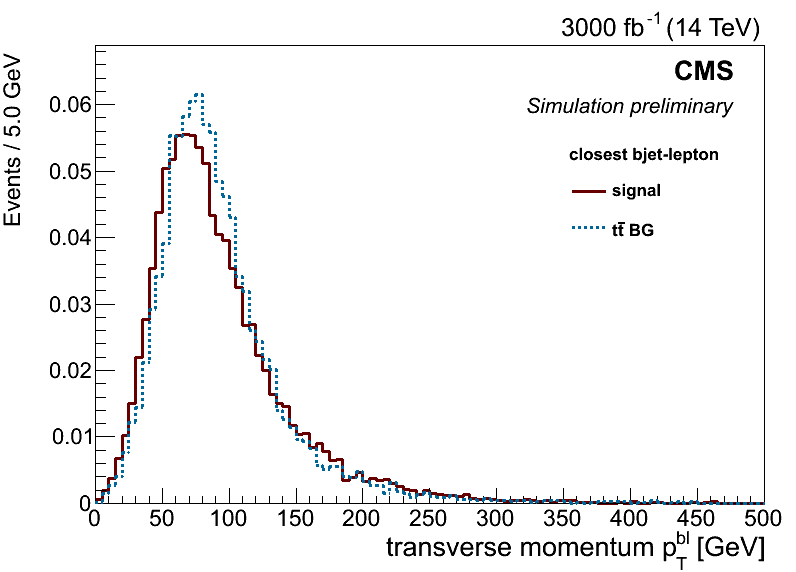 3000 fb⁻¹ (14 TeV)
CMS
Simulation preliminary
closest bjet-lepton
signal
tt̄ BG
Events / 5.0 GeV
0.06
0.05
0.04
0.03
0.02
0.01
0
0 50 100 150 200 250 300 350 400 450 500
transverse momentum p_T^bl [GeV]